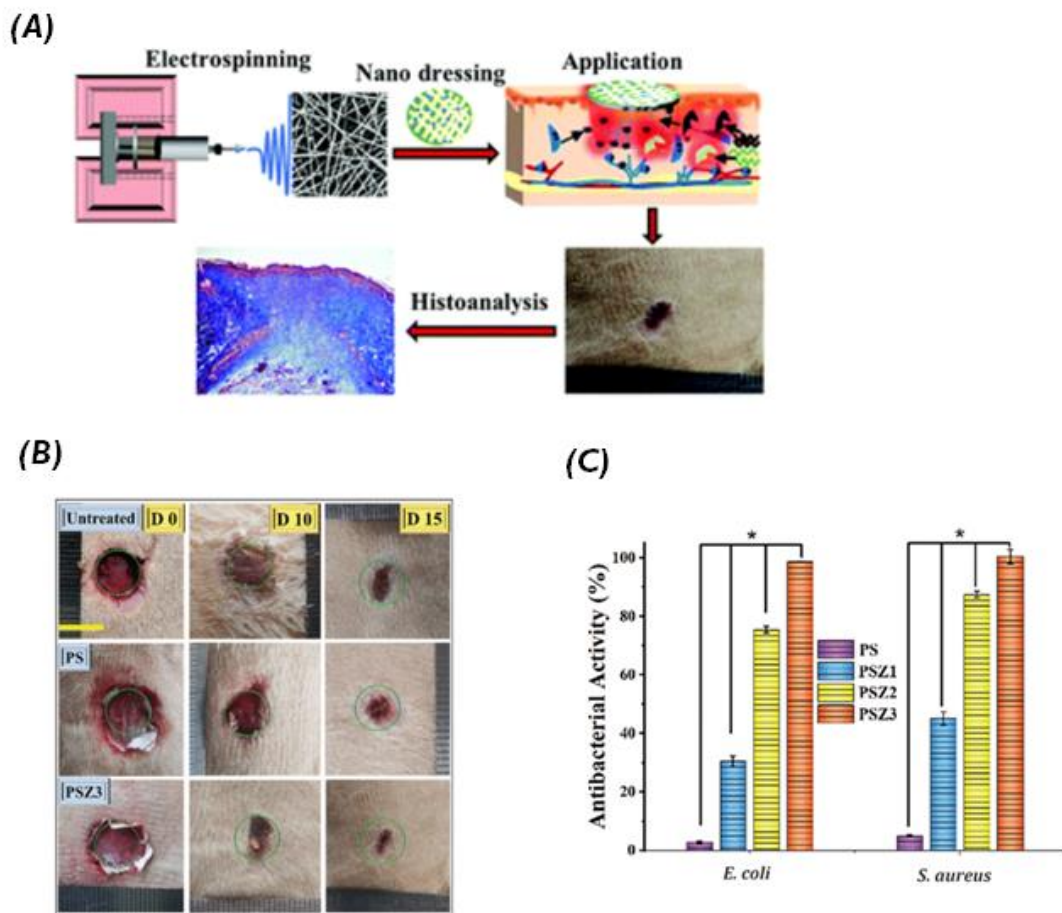 (A)
Electrospinning
Nano dressing
Application
Histoanalysis
(B)
Untreated D 0 D 10 D 15
PS
PSZ3
(C)
Antibacterial Activity (%)
100
80
60
40
20
0
* *
PS
PSZ1
PSZ2
PSZ3
E. coli S. aureus